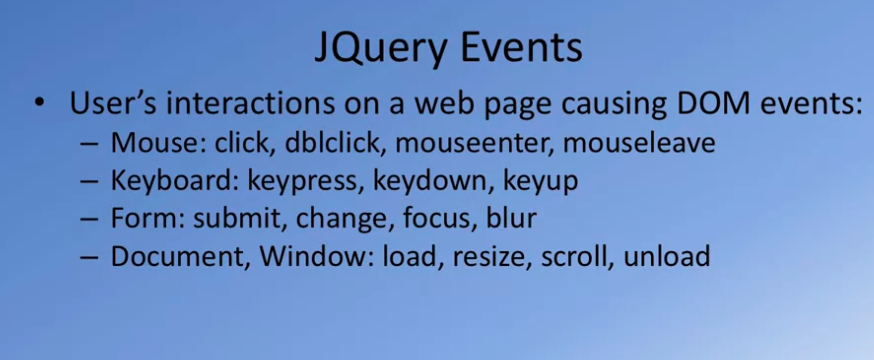 JQuery Events
• User's interactions on a web page causing DOM events:
– Mouse: click, dblclick, mouseenter, mouseleave
– Keyboard: keypress, keydown, keyup
– Form: submit, change, focus, blur
– Document, Window: load, resize, scroll, unload